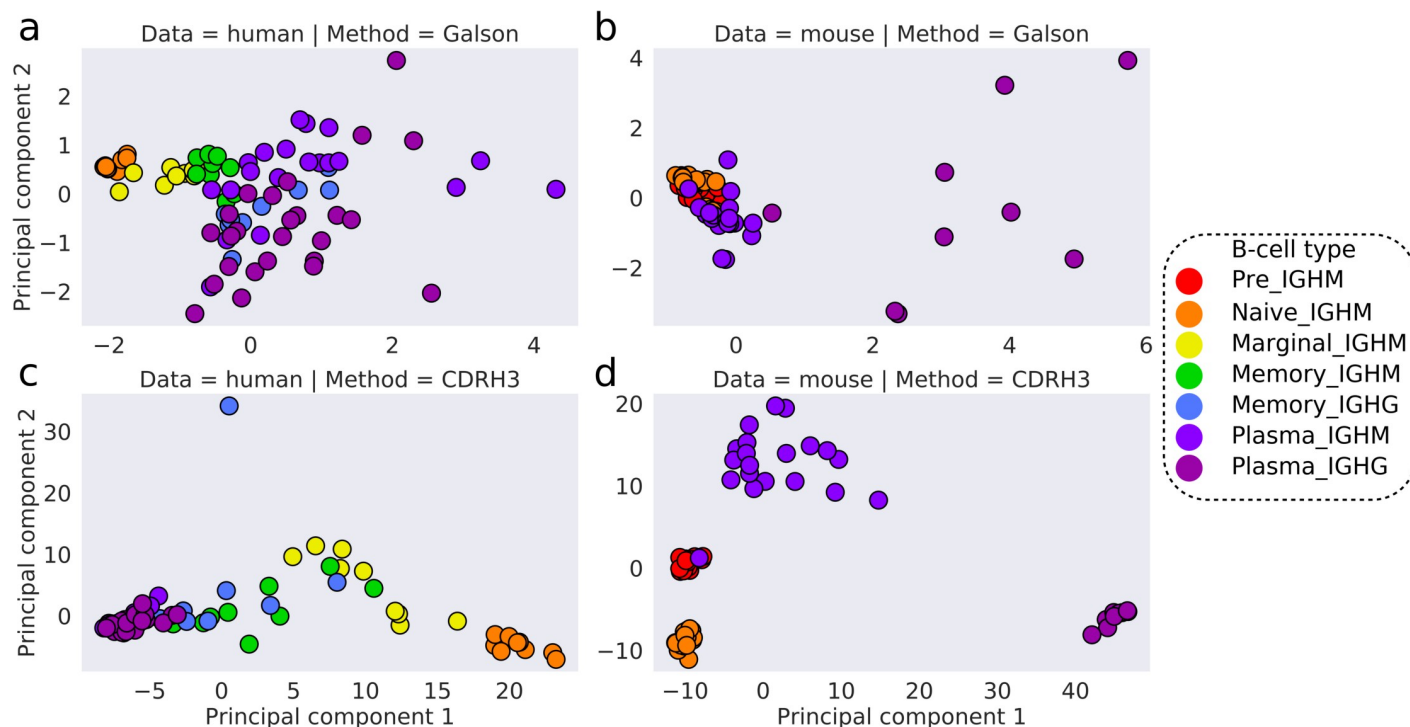 a
Data = human | Method = Galson
Principal component 2
2
1
0
−1
−2
−2
0
2
4
b
Data = mouse | Method = Galson
4
2
0
−2
0
2
4
6
c
Data = human | Method = CDRH3
Principal component 2
30
20
10
0
−5
0
5
10
15
20
Principal component 1
d
Data = mouse | Method = CDRH3
20
10
0
−10
−10
0
10
20
30
40
Principal component 1
B-cell type
Pre_IGHM
Naive_IGHM
Marginal_IGHM
Memory_IGHM
Memory_IGHG
Plasma_IGHM
Plasma_IGHG